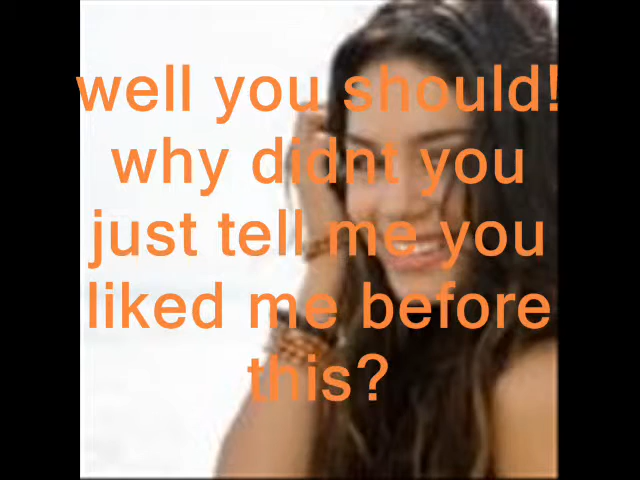 well you should!
why didnt you
just tell me you
liked me before
this?